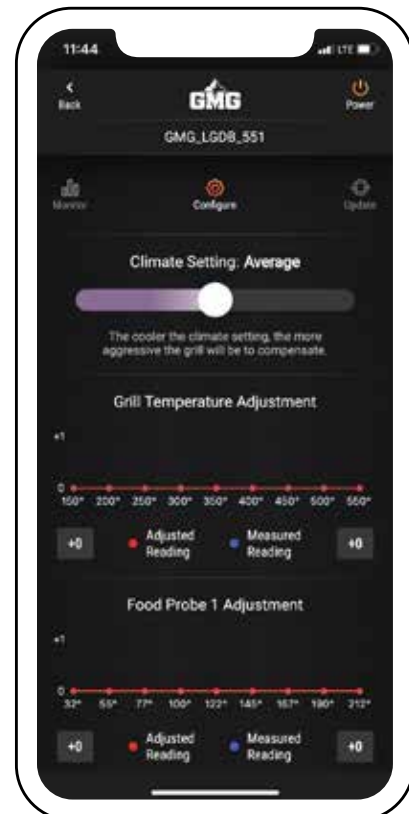 11:44
LTE
Back
GMG
Power
GMG_LGDB_551
Monitor
Configure
Update
Climate Setting: Average
The cooler the climate setting, the more
aggressive the grill will be to compensate.
Grill Temperature Adjustment
+1
0
150° 200° 250° 300° 350° 400° 450° 500° 550°
+0
Adjusted
Reading
Measured
Reading
+0
Food Probe 1 Adjustment
+1
0
32° 55° 77° 100° 122° 145° 167° 190° 212°
+0
Adjusted
Reading
Measured
Reading
+0